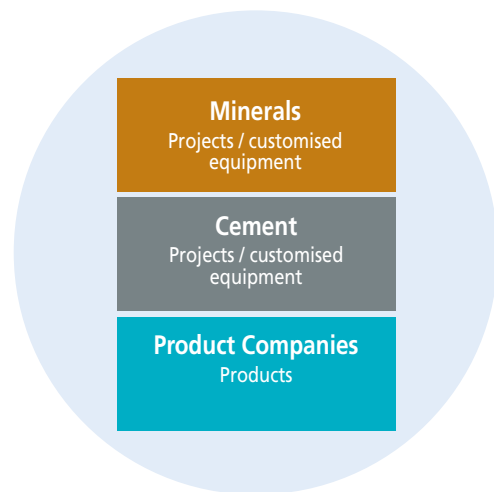 Minerals
Projects / customised
equipment
Cement
Projects / customised
equipment
Product Companies
Products